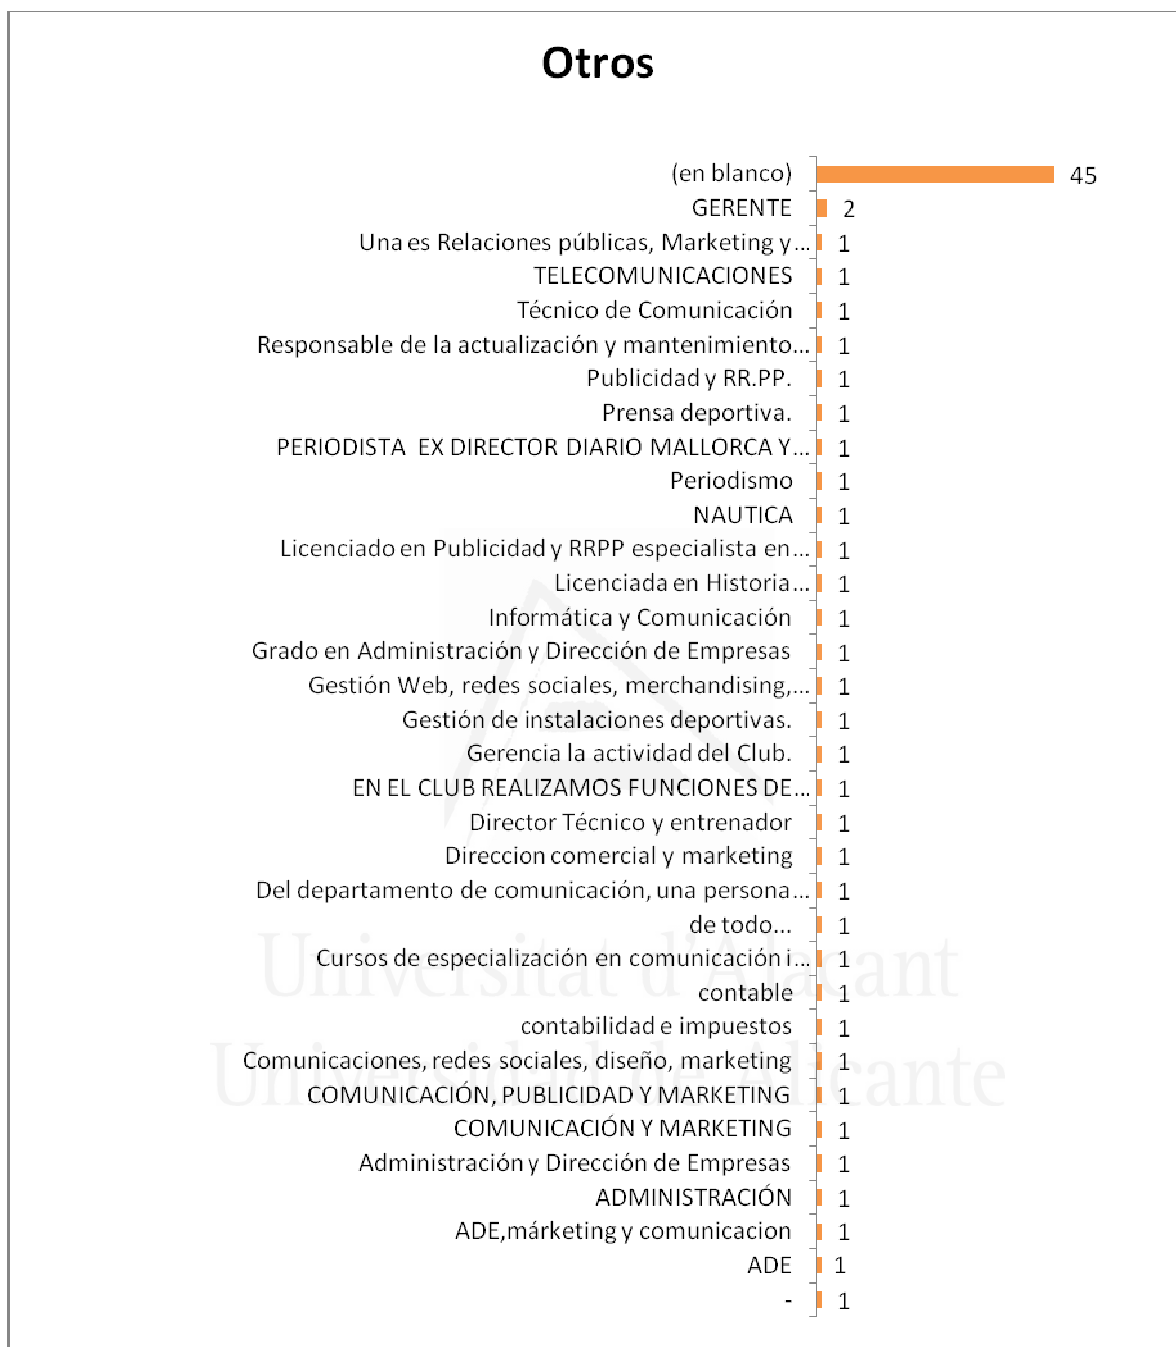 Otros
(en blanco) 45
GERENTE 2
Una es Relaciones públicas, Marketing y... 1
TELECOMUNICACIONES 1
Técnico de Comunicación 1
Responsable de la actualización y mantenimiento... 1
Publicidad y RR.PP. 1
Prensa deportiva. 1
PERIODISTA EX DIRECTOR DIARIO MALLORCA Y... 1
Periodismo 1
NAUTICA 1
Licenciado en Publicidad y RRPP especialista en... 1
Licenciada en Historia... 1
Informática y Comunicación 1
Grado en Administración y Dirección de Empresas 1
Gestión Web, redes sociales, merchandising,... 1
Gestión de instalaciones deportivas. 1
Gerencia la actividad del Club. 1
EN EL CLUB REALIZAMOS FUNCIONES DE... 1
Director Técnico y entrenador 1
Direccion comercial y marketing 1
Del departamento de comunicación, una persona... 1
de todo... 1
Cursos de especialización en comunicación i... 1
contable 1
contabilidad e impuestos 1
Comunicaciones, redes sociales, diseño, marketing 1
COMUNICACIÓN, PUBLICIDAD Y MARKETING 1
COMUNICACIÓN Y MARKETING 1
Administración y Dirección de Empresas 1
ADMINISTRACIÓN 1
ADE,márketing y comunicacion 1
ADE 1
- 1
Universitat d'Alacant
Universidad de Alicante